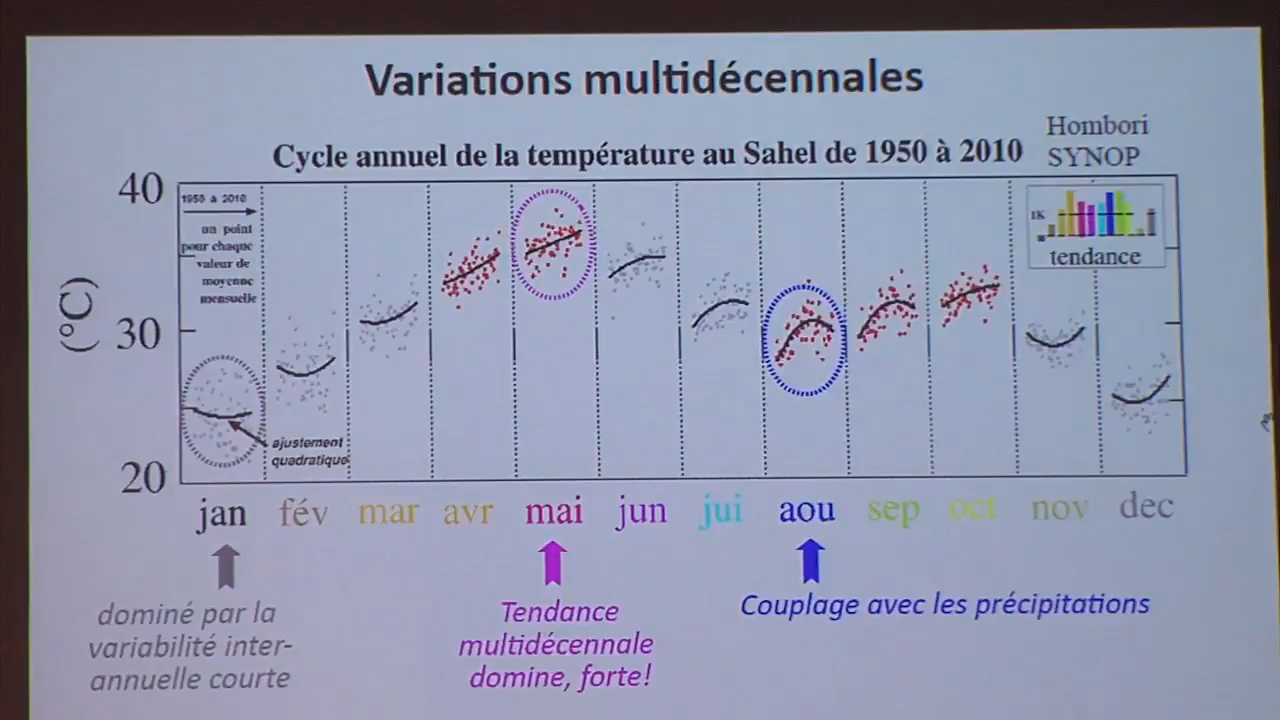 Variations multidécennales
Hombori
SYNOP
Cycle annuel de la température au Sahel de 1950 à 2010
40
30
20
(°C)
1950 à 2010
un point
pour chaque
valeur de
moyenne
mensuelle
1K
tendance
ajustement
quadratique
jan fév mar avr mai jun jui aou sep oct nov dec
dominé par la
variabilité inter-
annuelle courte
Tendance
multidécennale
domine, forte!
Couplage avec les précipitations